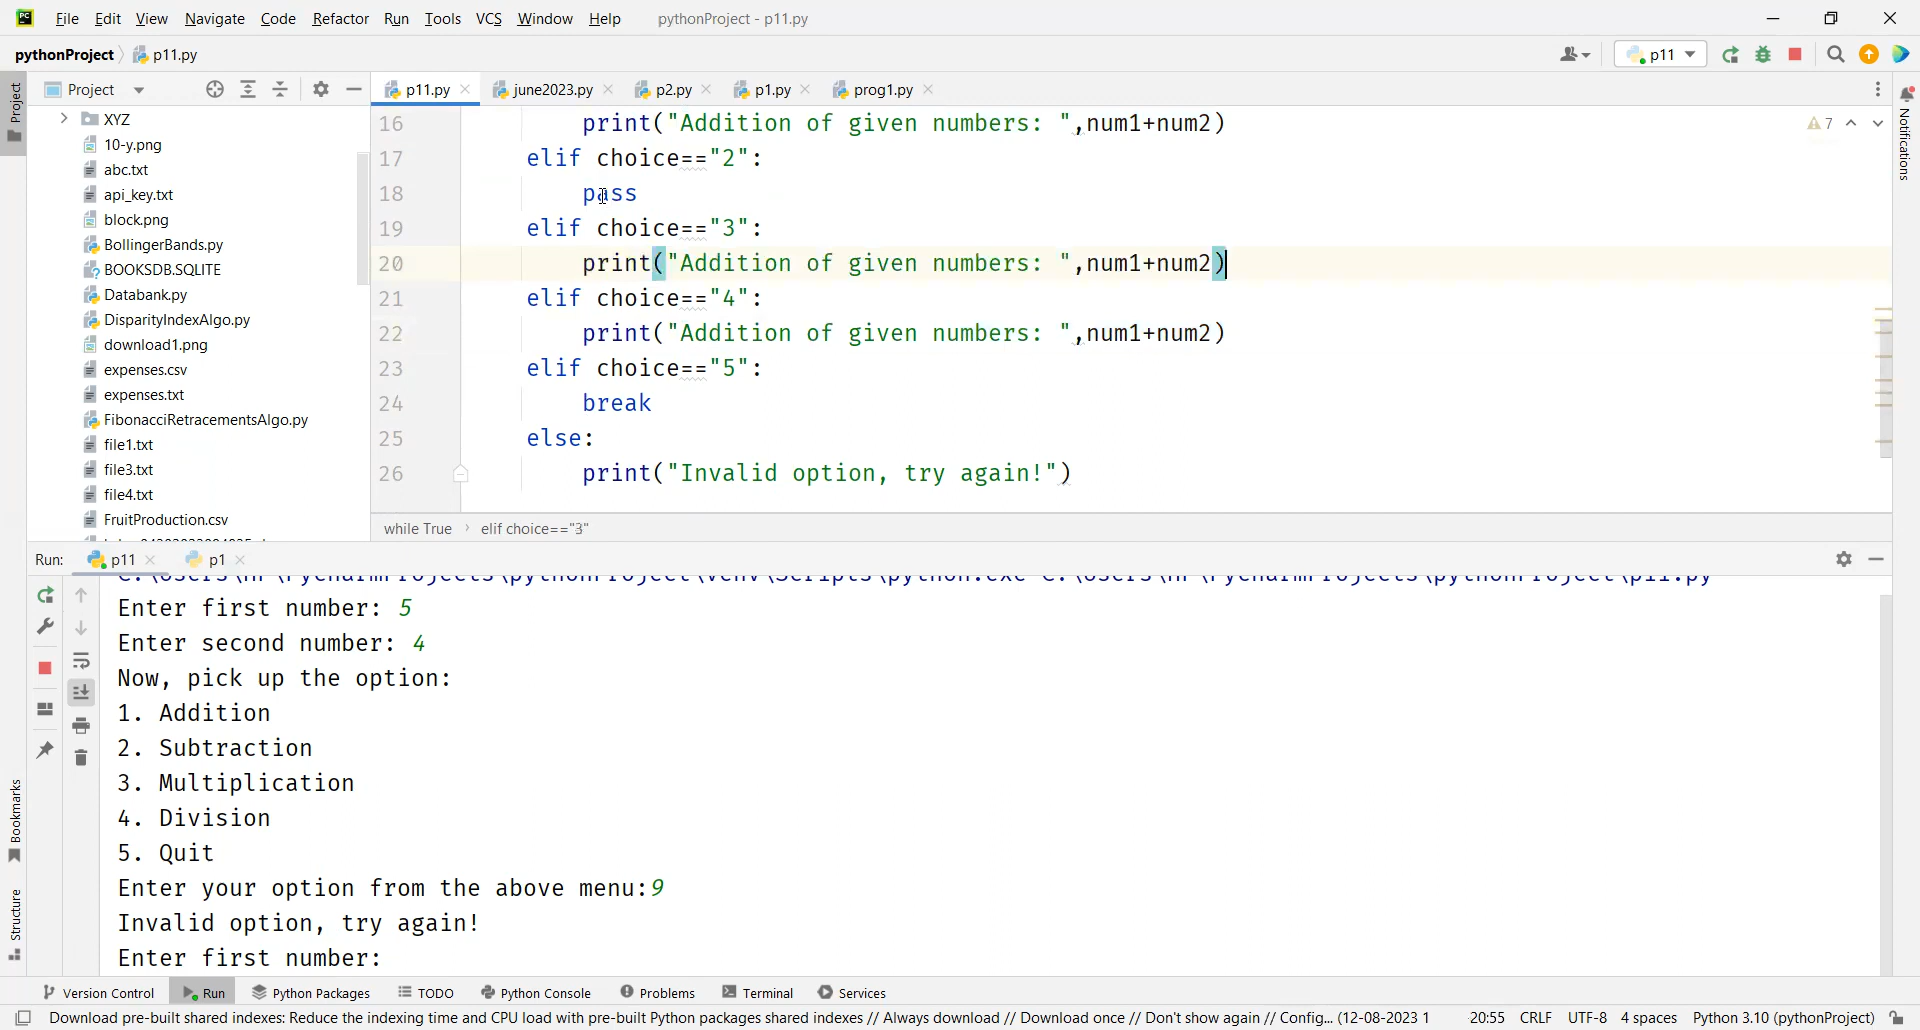 File Edit View Navigate Code Refactor Run Tools VCS Window Help pythonProject - p11.py
pythonProject p11.py
p11
Project
p11.py june2023.py p2.py p1.py prog1.py
XYZ
10-y.png
abc.txt
api_key.txt
block.png
BollingerBands.py
BOOKSDB.SQLITE
Databank.py
DisparityIndexAlgo.py
download1.png
expenses.csv
expenses.txt
FibonacciRetracementsAlgo.py
file1.txt
file3.txt
file4.txt
FruitProduction.csv
7
16 print("Addition of given numbers: ",num1+num2)
17 elif choice=="2":
18 pass
19 elif choice=="3":
20 print("Addition of given numbers: ",num1+num2)
21 elif choice=="4":
22 print("Addition of given numbers: ",num1+num2)
23 elif choice=="5":
24 break
25 else:
26 print("Invalid option, try again!")
while True elif choice=="3"
Run: p11 p1
C:\Users\HP\PycharmProjects\pythonProject\venv\Scripts\python.exe C:\Users\HP\PycharmProjects\pythonProject\p11.py
Enter first number: 5
Enter second number: 4
Now, pick up the option:
1. Addition
2. Subtraction
3. Multiplication
4. Division
5. Quit
Enter your option from the above menu:9
Invalid option, try again!
Enter first number:
Project
Bookmarks
Structure
Notifications
Version Control Run Python Packages TODO Python Console Problems Terminal Services
Download pre-built shared indexes: Reduce the indexing time and CPU load with pre-built Python packages shared indexes // Always download // Download once // Don't show again // Config... (12-08-2023 1 20:55 CRLF UTF-8 4 spaces Python 3.10 (pythonProject)